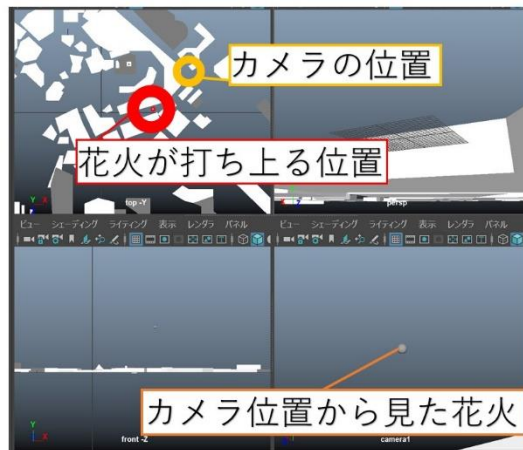 カメラの位置
花火が打ち上る位置
top -Y
persp
ビュー シェーディング ライティング 表示 レンダラ パネル
ビュー シェーディング ライティング 表示 レンダラ パネル
カメラ位置から見た花火
front -Z
camera1